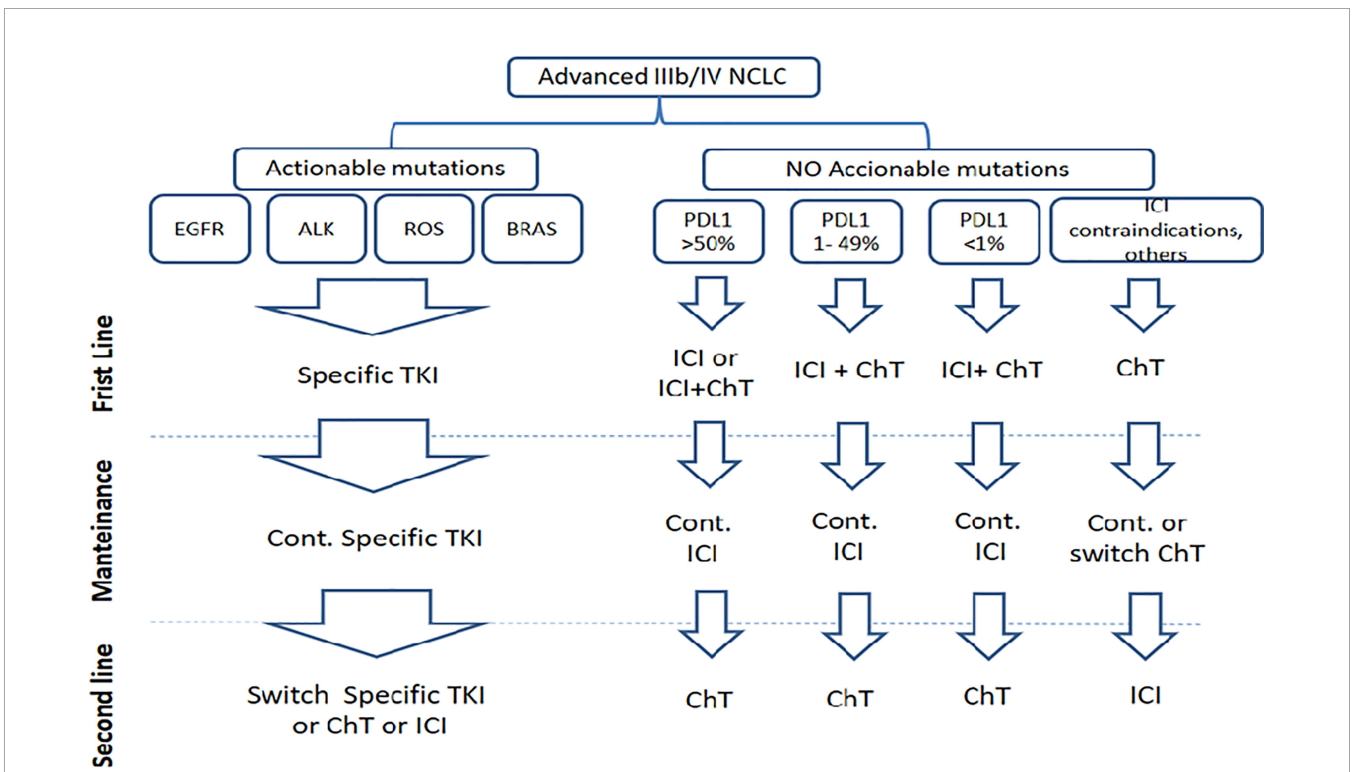 Advanced IIIb/IV NCLC
Actionable mutations
NO Accionable mutations
EGFR
ALK
ROS
BRAS
PDL1
>50%
PDL1
1- 49%
PDL1
<1%
ICI
contraindications,
others
Frist Line
Specific TKI
ICI or
ICI+ChT
ICI + ChT
ICI+ ChT
ChT
Manteinance
Cont. Specific TKI
Cont.
ICI
Cont.
ICI
Cont.
ICI
Cont. or
switch ChT
Second line
Switch Specific TKI
or ChT or ICI
ChT
ChT
ChT
ICI